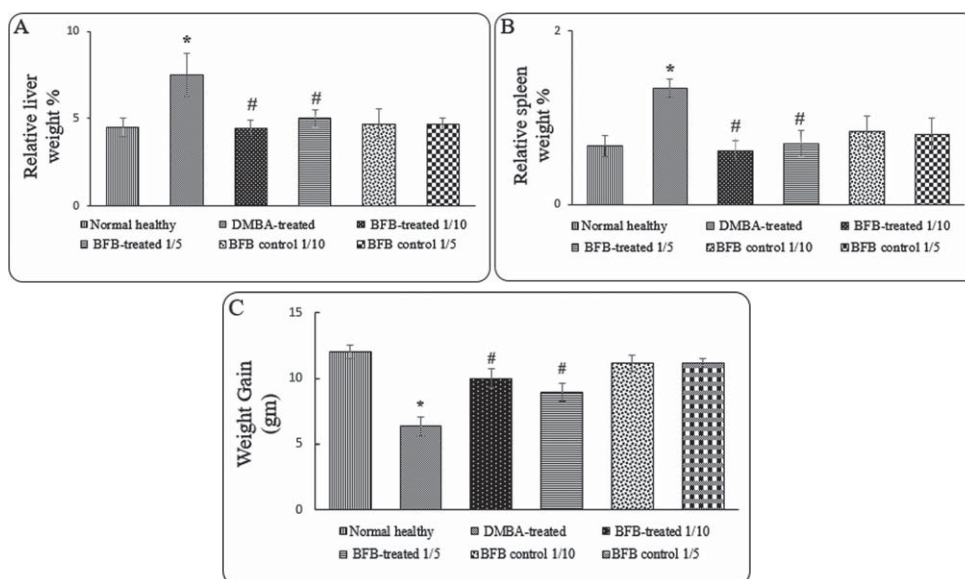 A
Relative liver
weight %
10
5
0
*
#
#
Normal healthy
DMBA-treated
BFB-treated 1/10
BFB-treated 1/5
BFB control 1/10
BFB control 1/5
B
Relative spleen
weight %
2
0
*
#
#
Normal healthy
DMBA-treated
BFB-treated 1/10
BFB-treated 1/5
BFB control 1/10
BFB control 1/5
C
Weight Gain
(gm)
15
10
5
0
*
#
#
Normal healthy
DMBA-treated
BFB-treated 1/10
BFB-treated 1/5
BFB control 1/10
BFB control 1/5